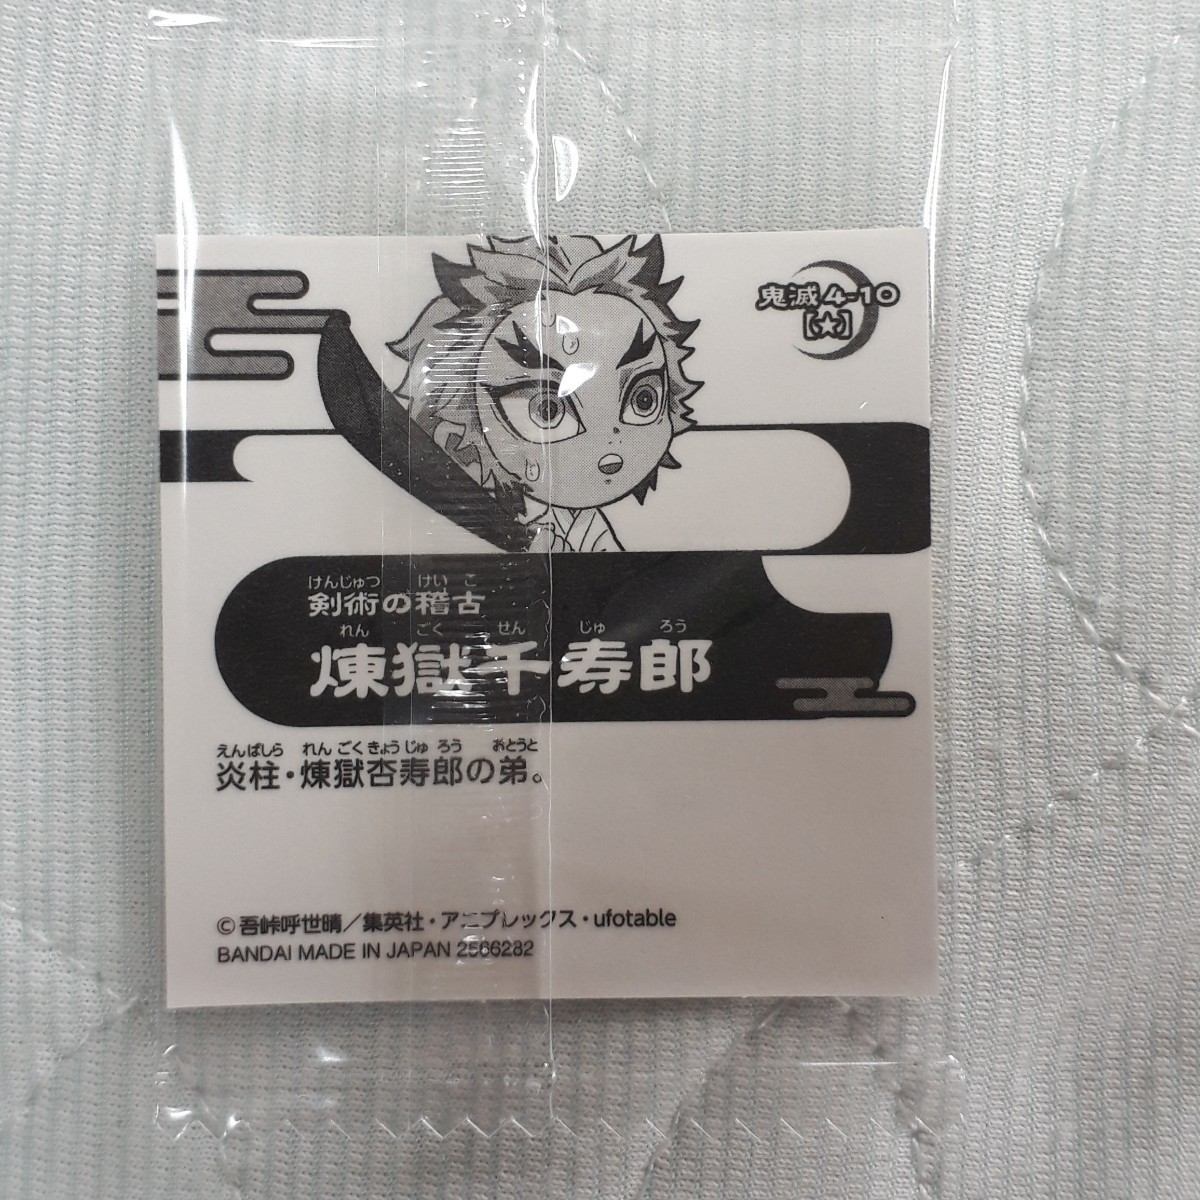 鬼滅 4-10
[★]
けんじゅつ けいこ
剣術の稽古
れん ごく せん じゅ ろう
煉獄千寿郎
えんばしら れんごくきょうじゅろう おとうと
炎柱・煉獄杏寿郎の弟。
©吾峠呼世晴／集英社・アニプレックス・ufotable
BANDAI MADE IN JAPAN 2566282